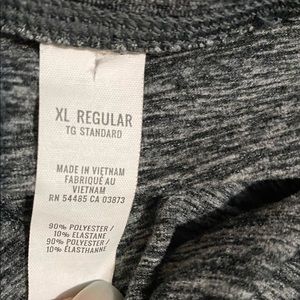 XL REGULAR
TG STANDARD
MADE IN VIETNAM
FABRIQUÉ AU
VIETNAM
RN 54485 CA 03873
90% POLYESTER /
10% ELASTANE
90% POLYESTER /
10% ÉLASTHANNE